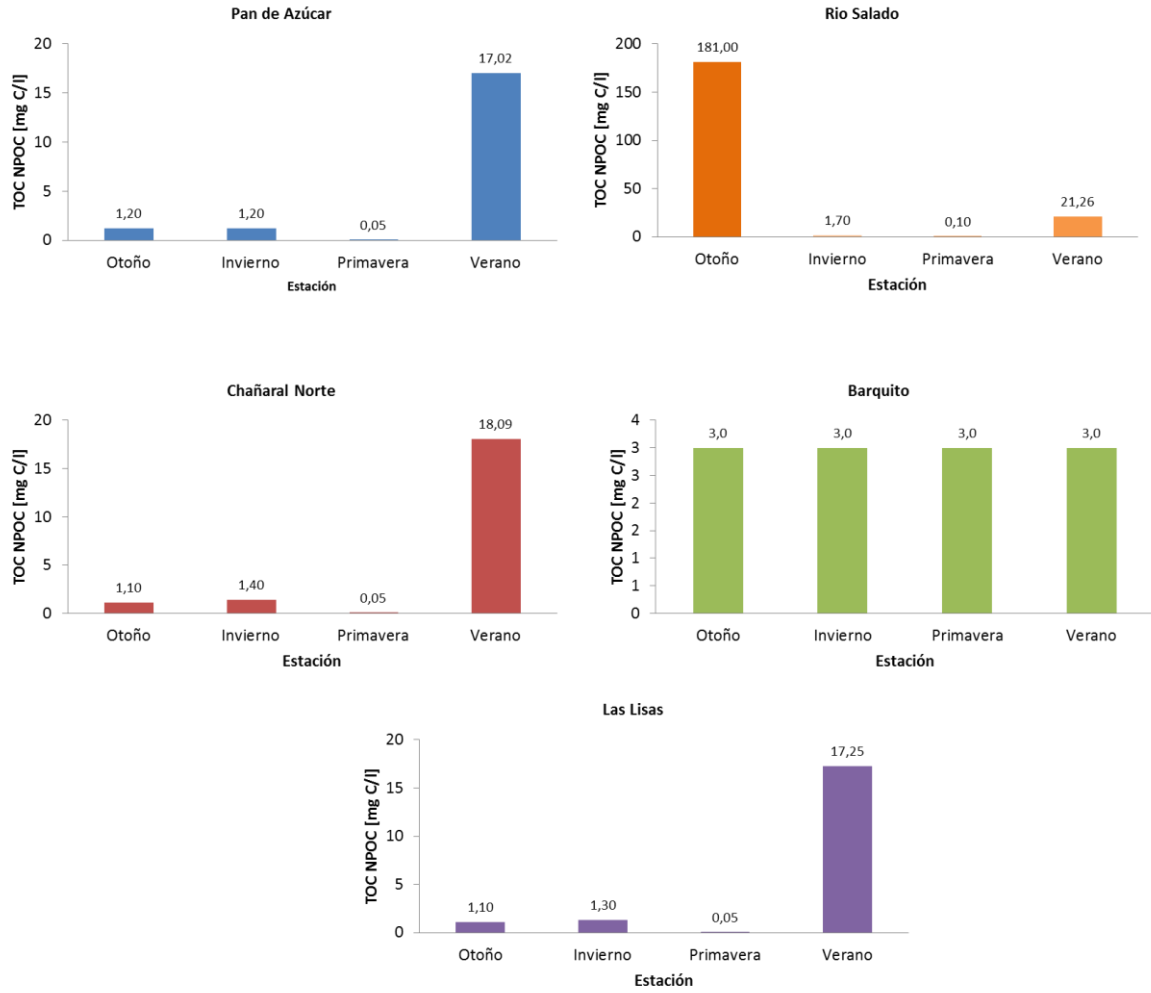 Pan de Azúcar
TOC NPOC [mg C/l]
20
15
10
5
0
1,20
1,20
0,05
17,02
Otoño Invierno Primavera Verano
Estación
Rio Salado
TOC NPOC [mg C/l]
200
150
100
50
0
181,00
1,70
0,10
21,26
Otoño Invierno Primavera Verano
Estación
Chañaral Norte
TOC NPOC [mg C/l]
20
15
10
5
0
1,10
1,40
0,05
18,09
Otoño Invierno Primavera Verano
Estación
Barquito
TOC NPOC [mg C/l]
4
3
3
2
2
1
1
0
3,0
3,0
3,0
3,0
Otoño Invierno Primavera Verano
Estación
Las Lisas
TOC NPOC [mg C/l]
20
15
10
5
0
1,10
1,30
0,05
17,25
Otoño Invierno Primavera Verano
Estación